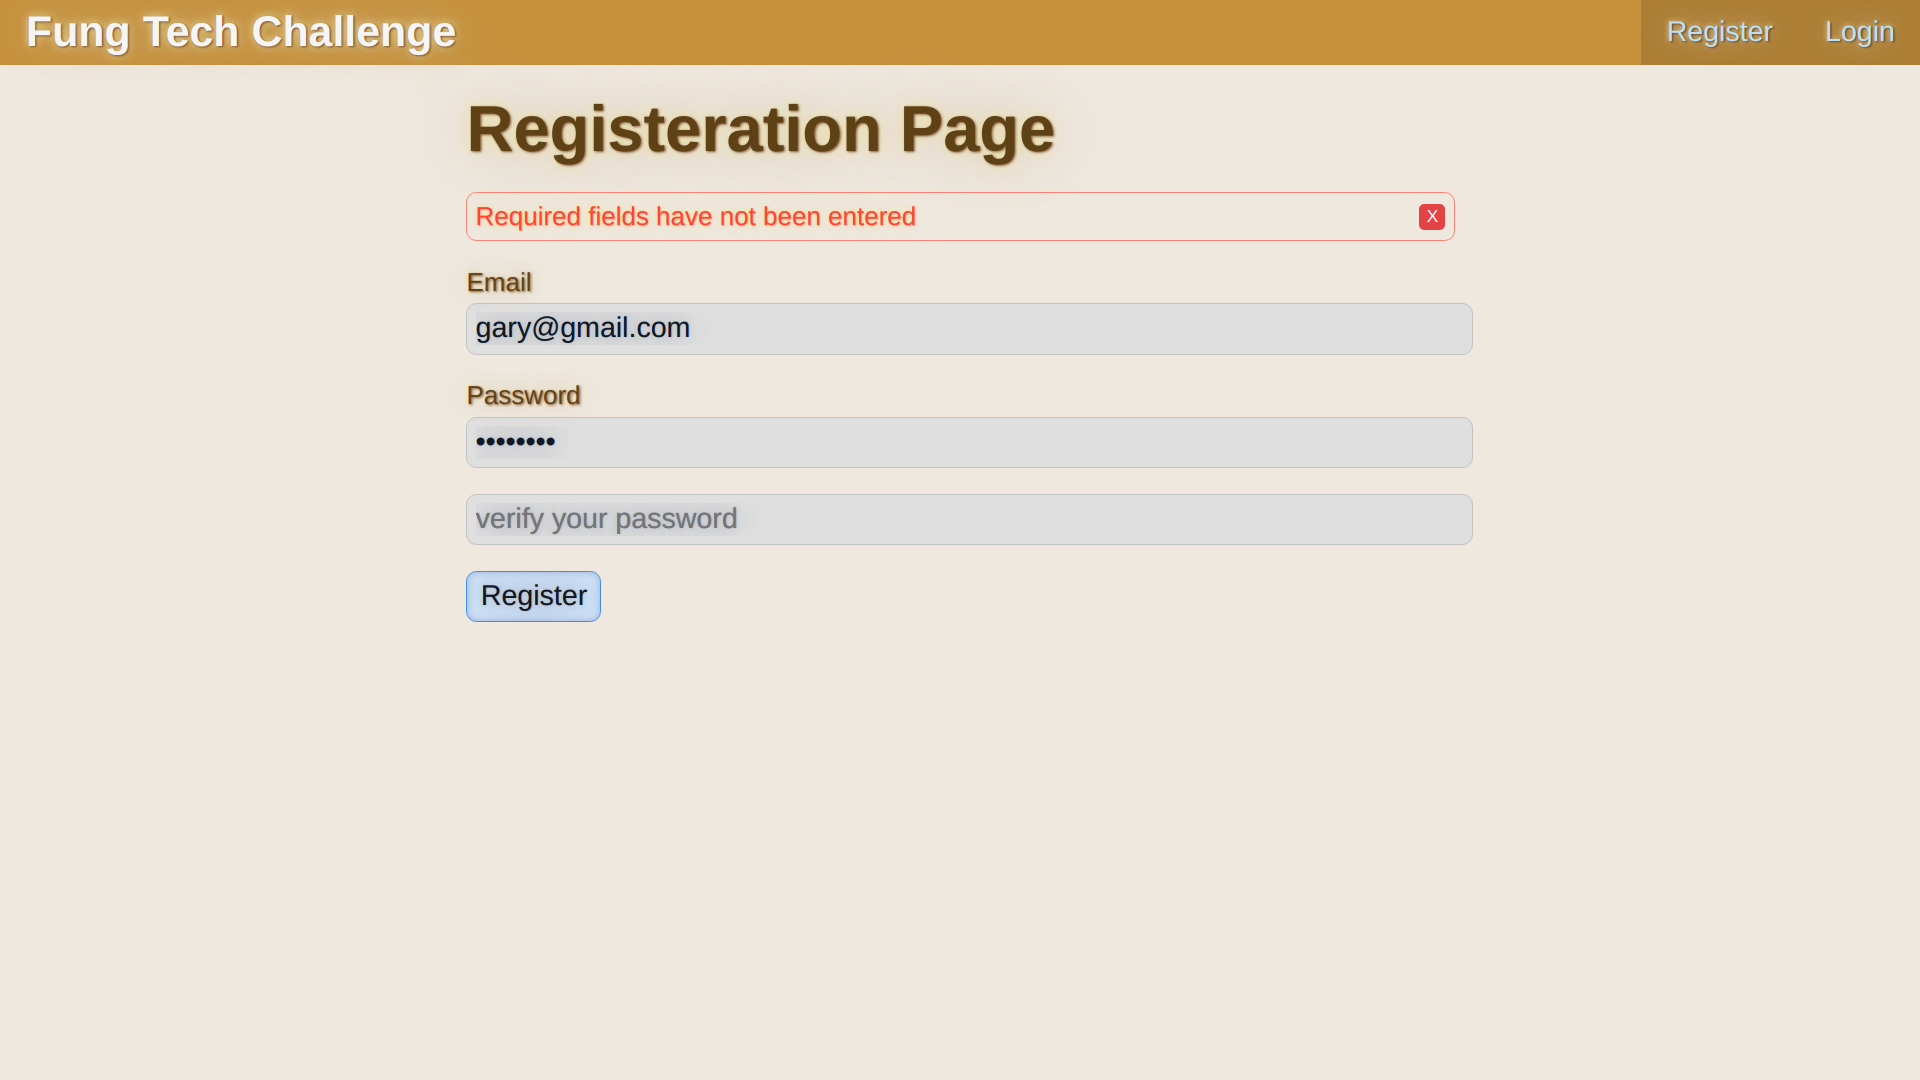 Fung Tech Challenge
Register
Login
Registeration Page
Required fields have not been entered
X
Email
gary@gmail.com
Password
••••••••
verify your password
Register